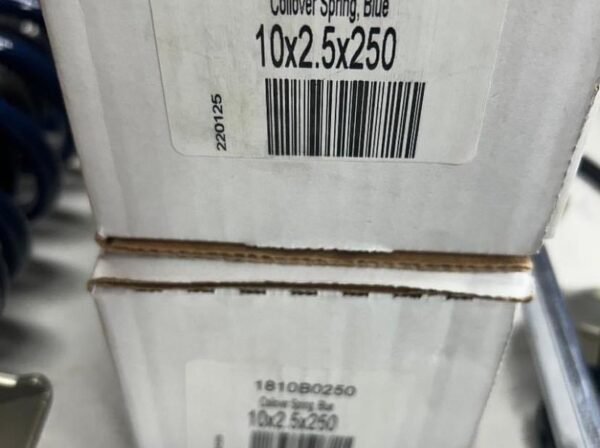 Coilover Spring, Blue
10x2.5x250
220125
1810B0250
Coilover Spring, Blue
10x2.5x250